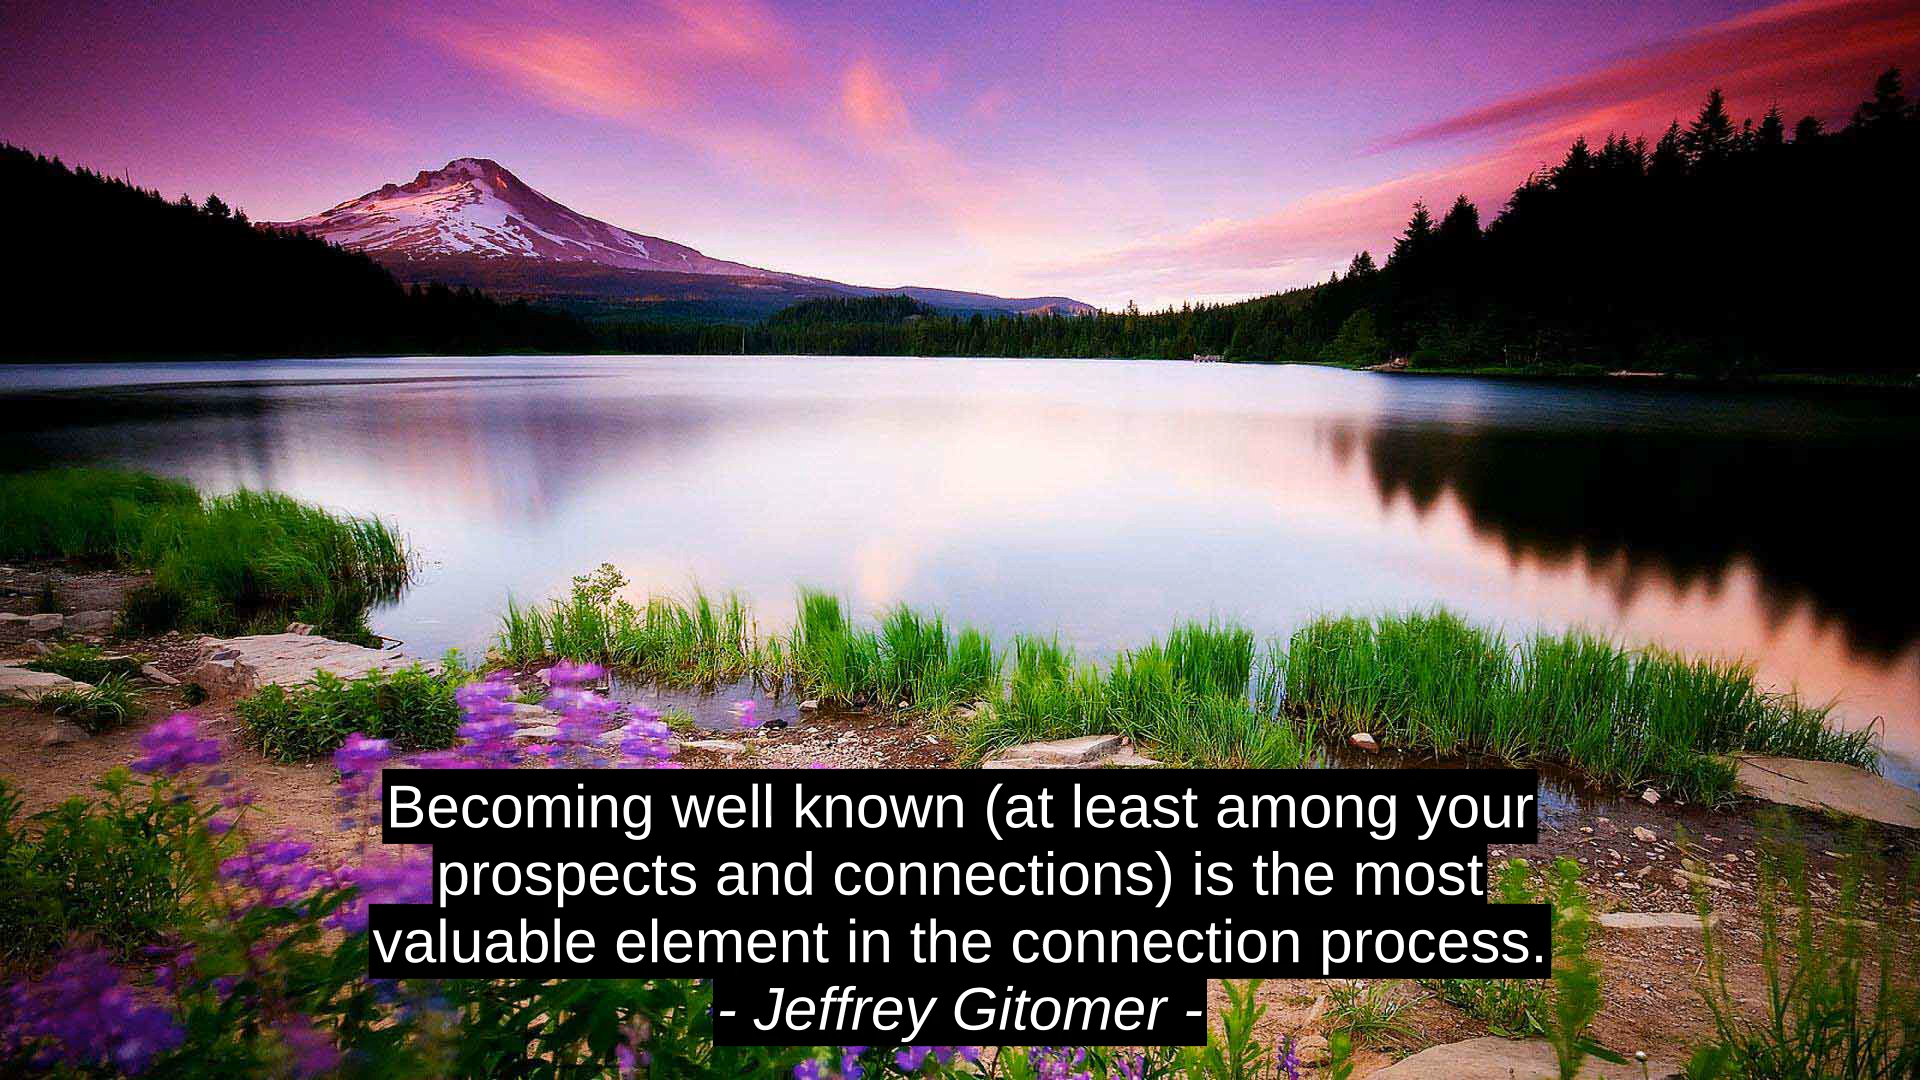 Becoming well known (at least among your
prospects and connections) is the most
valuable element in the connection process.
- Jeffrey Gitomer -